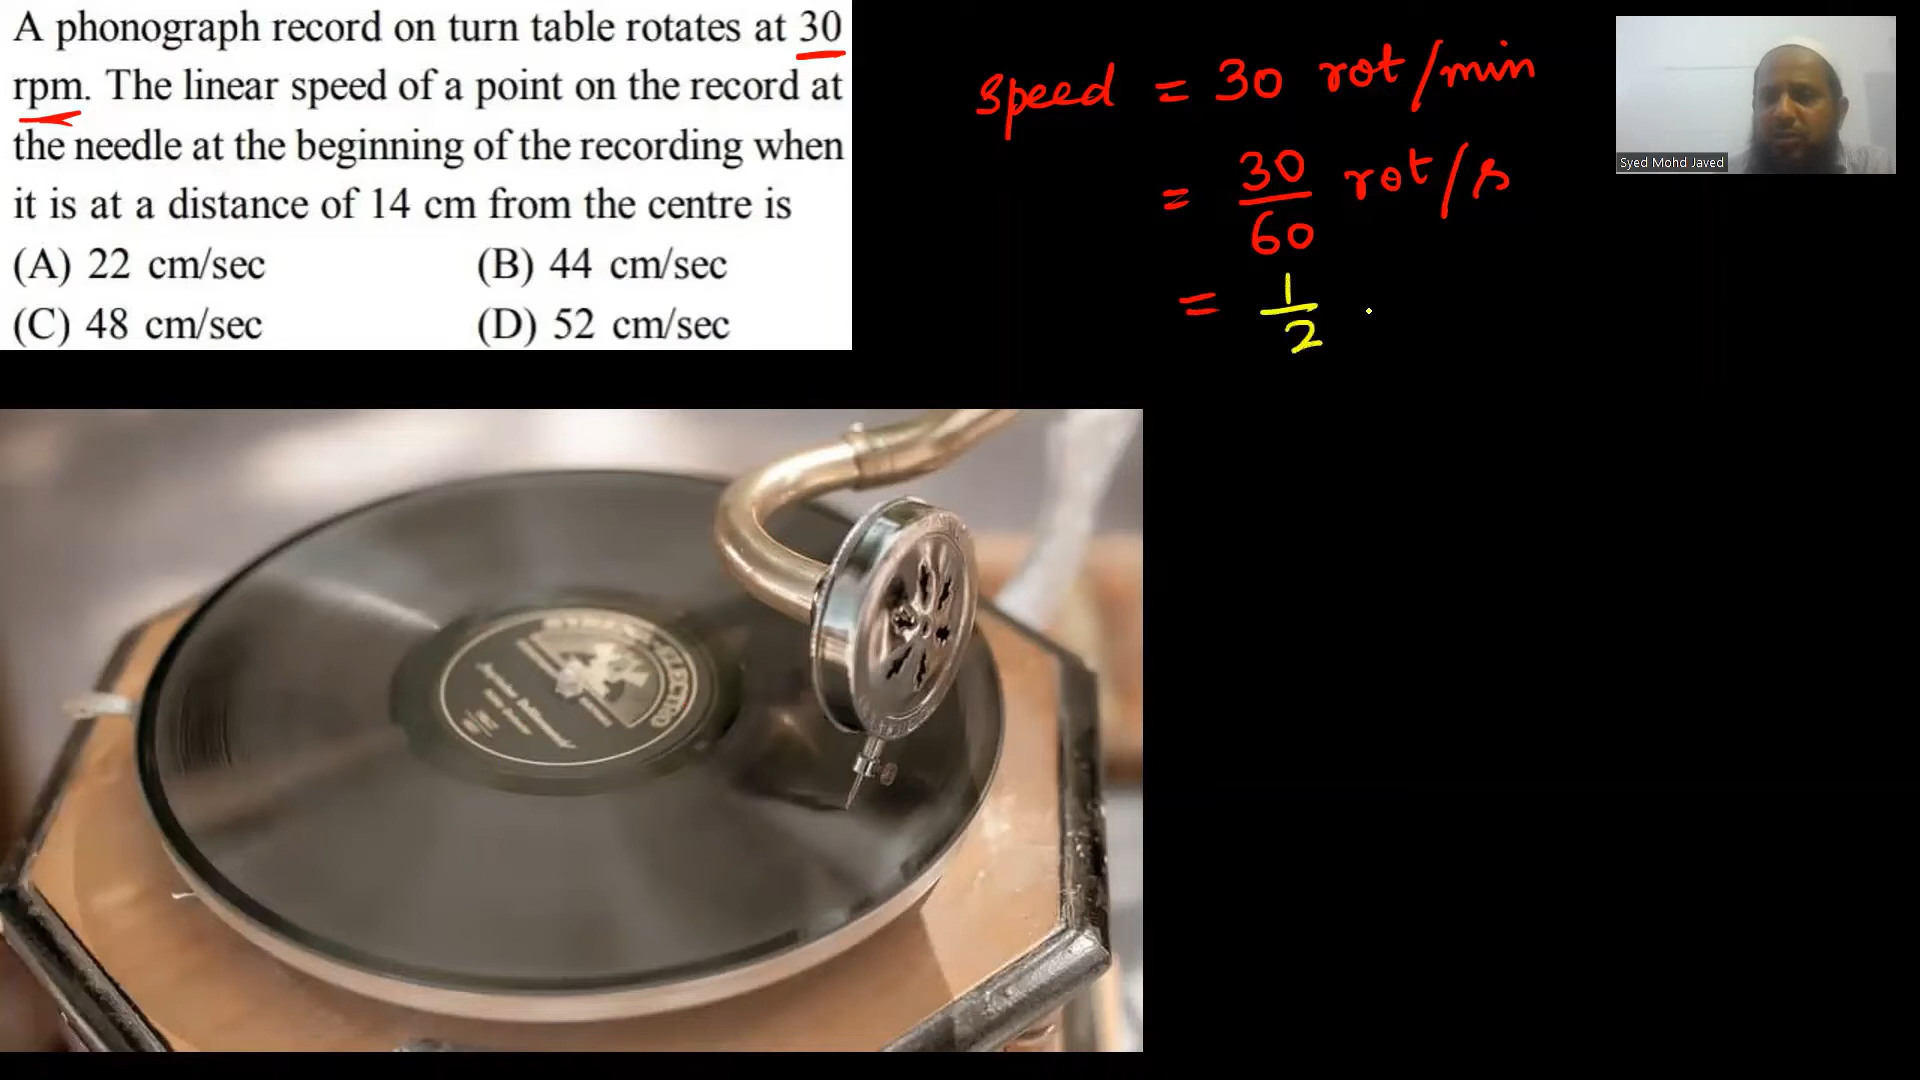 A phonograph record on turn table rotates at 30
rpm. The linear speed of a point on the record at
the needle at the beginning of the recording when
it is at a distance of 14 cm from the centre is
(A) 22 cm/sec (B) 44 cm/sec
(C) 48 cm/sec (D) 52 cm/sec
Speed = 30 rot/min
= 30/60 rot/s
= 1/2 .
Syed Mohd Javed